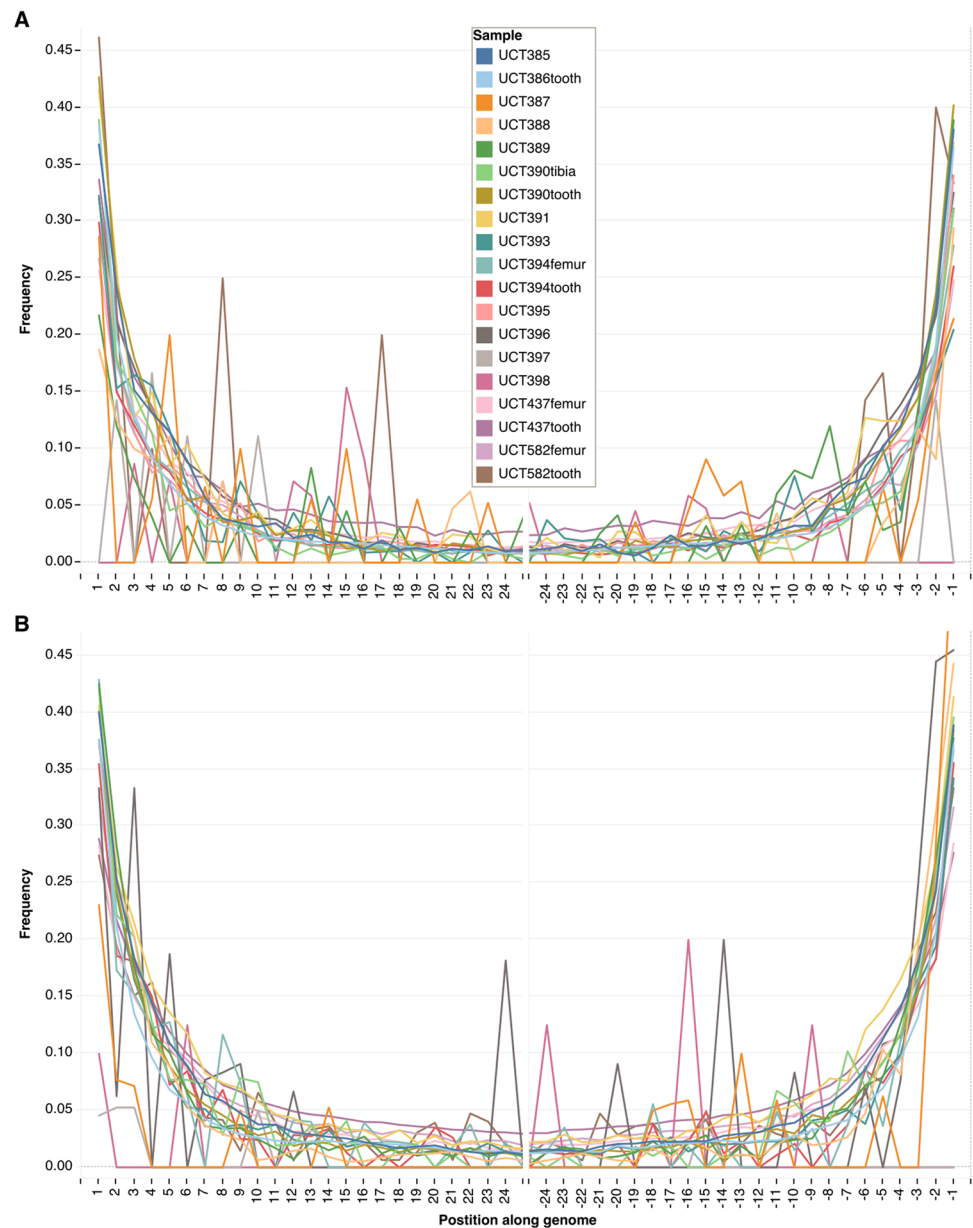 A
Sample
UCT385
UCT386tooth
UCT387
UCT388
UCT389
UCT390tibia
UCT390tooth
UCT391
UCT393
UCT394femur
UCT394tooth
UCT395
UCT396
UCT397
UCT398
UCT437femur
UCT437tooth
UCT582femur
UCT582tooth
Frequency
0.45
0.40
0.35
0.30
0.25
0.20
0.15
0.10
0.05
0.00
1 2 3 4 5 6 7 8 9 10 11 12 13 14 15 16 17 18 19 20 21 22 23 24 -24 -23 -22 -21 -20 -19 -18 -17 -16 -15 -14 -13 -12 -11 -10 -9 -8 -7 -6 -5 -4 -3 -2 -1
B
Frequency
0.45
0.40
0.35
0.30
0.25
0.20
0.15
0.10
0.05
0.00
1 2 3 4 5 6 7 8 9 10 11 12 13 14 15 16 17 18 19 20 21 22 23 24 -24 -23 -22 -21 -20 -19 -18 -17 -16 -15 -14 -13 -12 -11 -10 -9 -8 -7 -6 -5 -4 -3 -2 -1
Postition along genome